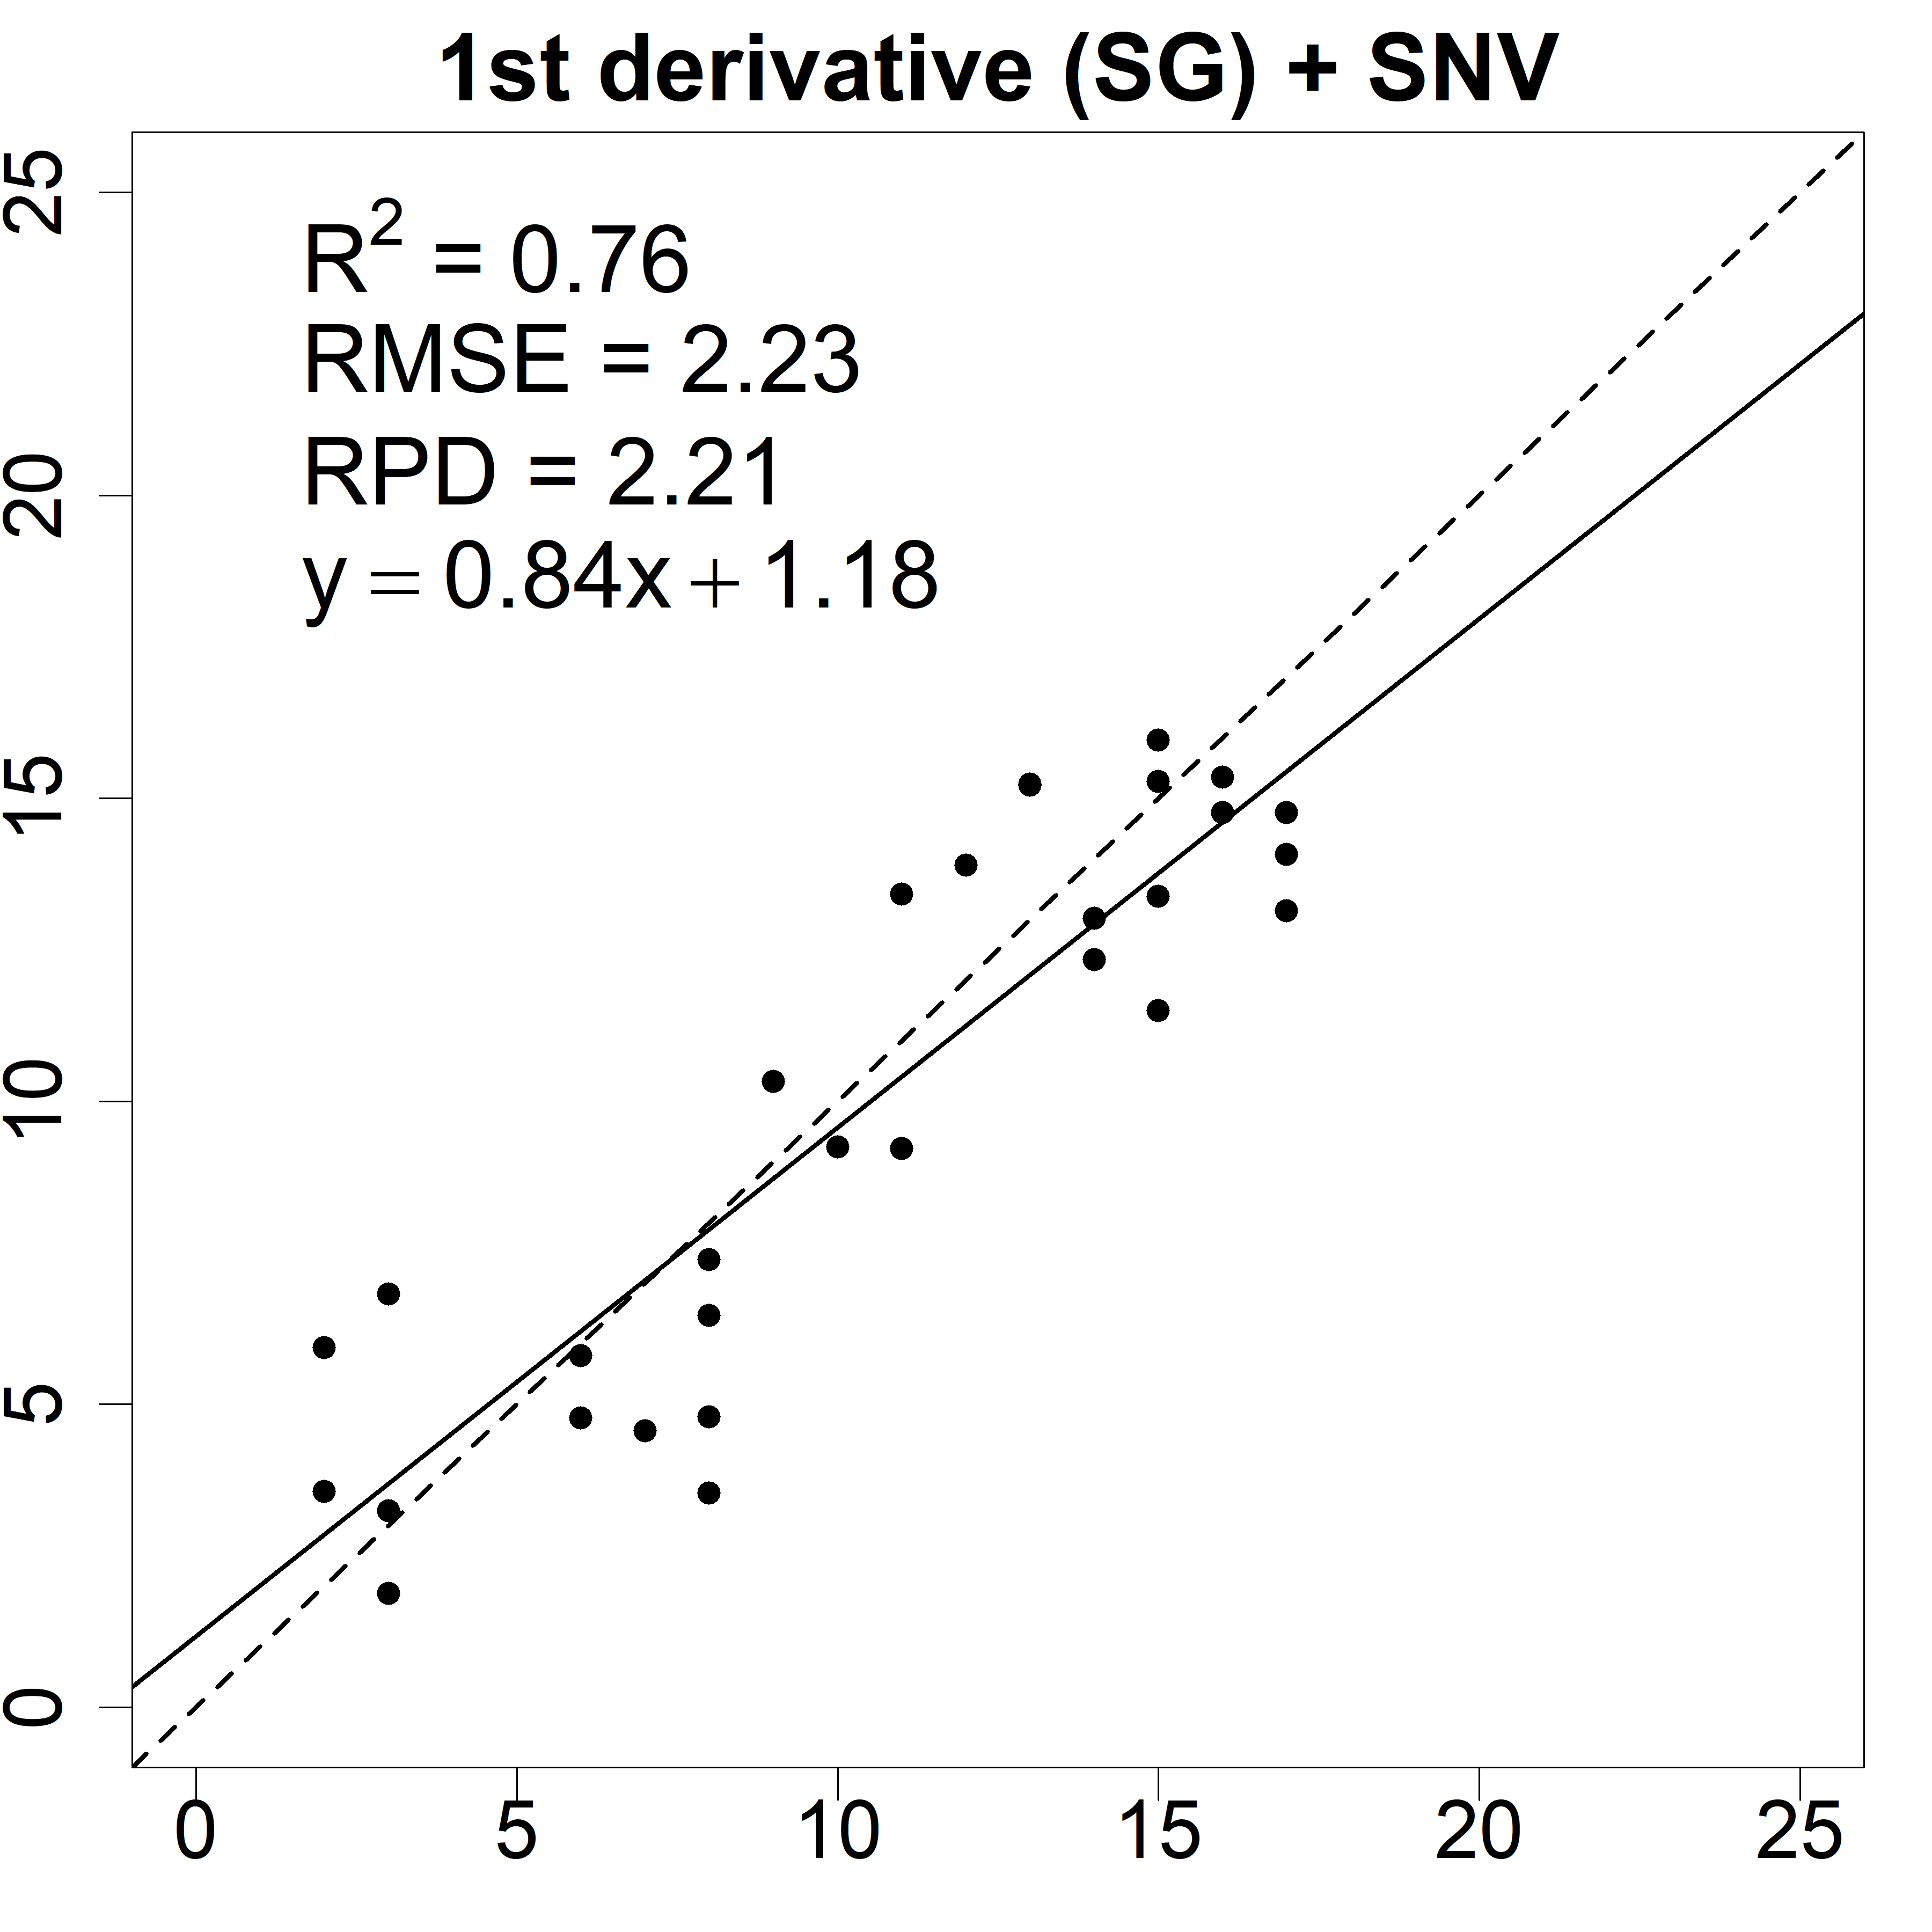 1st derivative (SG) + SNV
R² = 0.76
RMSE = 2.23
RPD = 2.21
y = 0.84x + 1.18
25
20
15
10
5
0
0 5 10 15 20 25